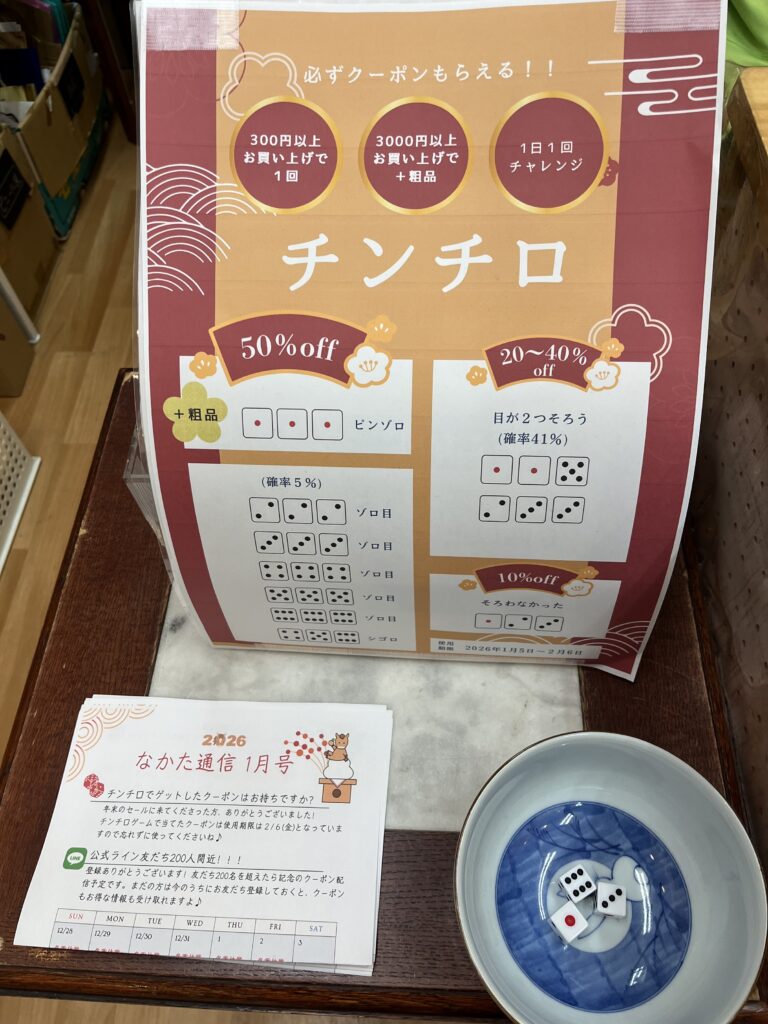 必ずクーポンもらえる！！
300円以上
お買い上げで
1回
3000円以上
お買い上げで
＋粗品
1日1回
チャレンジ
チンチロ
50%off
＋粗品
ピンゾロ
(確率5%)
ゾロ目
ゾロ目
ゾロ目
ゾロ目
ゾロ目
シゴロ
20～40%
off
目が2つそろう
(確率41%)
10%off
そろわなかった
使用
期限
2026年1月5日～2月6日
2026
なかた通信 1月号
チンチロでゲットしたクーポンはお持ちですか?
年末のセールに来てくださった方、ありがとうございました!
チンチロゲームで当てたクーポンは使用期限は2/6(金)となっていま
すので忘れずに使ってくださいね♪
LINE
公式ライン友だち200人間近！！！
登録ありがとうございます! 友だち200名を超えたら記念のクーポン配
信予定です。まだの方は今のうちにお友だち登録しておくと、クーポン
もお得な情報も受け取れますよ♪
SUN MON TUE WED THU FRI SAT
12/28 12/29 12/30 12/31 1 2 3